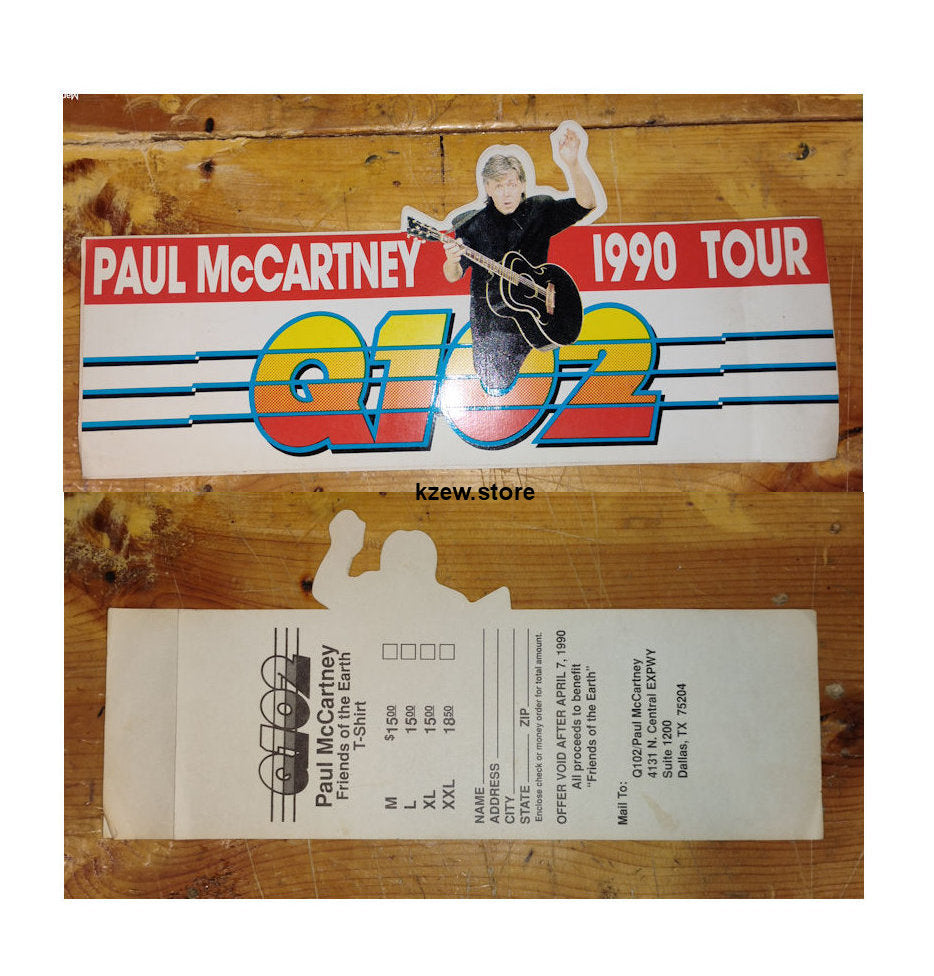 PAUL McCARTNEY 1990 TOUR
Q102
kzew.store
Q102
Paul McCartney
Friends of the Earth
T-Shirt
M $1500
L 1500
XL 1500
XXL 1850
NAME
ADDRESS
CITY
STATE ZIP
Enclose check or money order for total amount.
OFFER VOID AFTER APRIL 7, 1990
All proceeds to benefit
"Friends of the Earth"
Mail To:
Q102/Paul McCartney
4131 N. Central EXPWY
Suite 1200
Dallas, TX 75204